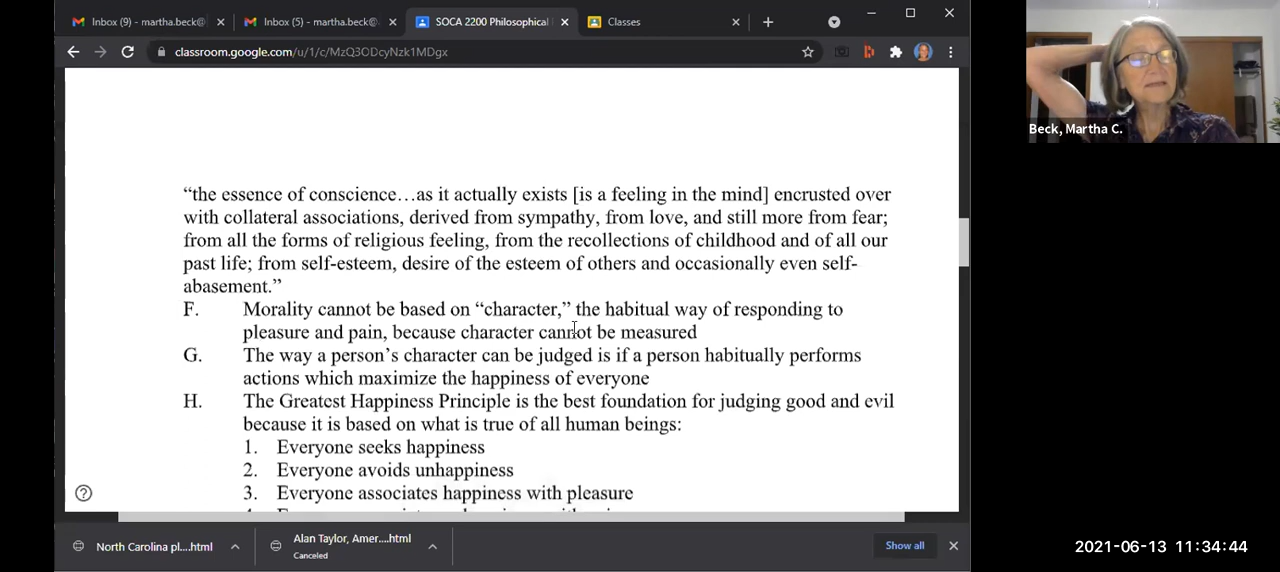 Inbox (9) - martha.beck@
Inbox (5) - martha.beck@
SOCA 2200 Philosophical
Classes
classroom.google.com/u/1/c/MzQ3ODcyNzk1MDgx
Beck, Martha C.
“the essence of conscience…as it actually exists [is a feeling in the mind] encrusted over
with collateral associations, derived from sympathy, from love, and still more from fear;
from all the forms of religious feeling, from the recollections of childhood and of all our
past life; from self-esteem, desire of the esteem of others and occasionally even self-
abasement.”
F. Morality cannot be based on “character,” the habitual way of responding to
pleasure and pain, because character cannot be measured
G. The way a person’s character can be judged is if a person habitually performs
actions which maximize the happiness of everyone
H. The Greatest Happiness Principle is the best foundation for judging good and evil
because it is based on what is true of all human beings:
1. Everyone seeks happiness
2. Everyone avoids unhappiness
3. Everyone associates happiness with pleasure
North Carolina pl....html
Alan Taylor, Amer....html
Canceled
Show all
2021-06-13 11:34:44